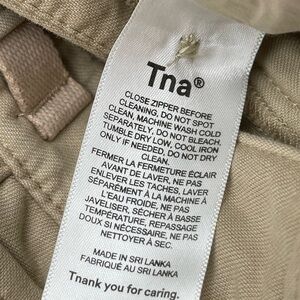 Tna®
CLOSE ZIPPER BEFORE
CLEANING, DO NOT SPOT
CLEAN, MACHINE WASH COLD
SEPARATELY, DO NOT BLEACH,
TUMBLE DRY LOW, COOL IRON
ONLY IF NEEDED, DO NOT DRY
CLEAN.
FERMER LA FERMETURE ÉCLAIR
AVANT DE LAVER, NE PAS
ENLEVER LES TACHES, LAVER
SÉPARÉMENT À LA MACHINE À
L'EAU FROIDE, NE PAS
JAVELISER, SÉCHER À BASSE
TEMPÉRATURE, REPASSAGE
DOUX SI NÉCESSAIRE, NE PAS
NETTOYER À SEC.
MADE IN SRI LANKA
FABRIQUÉ AU SRI LANKA
Thank you for caring.